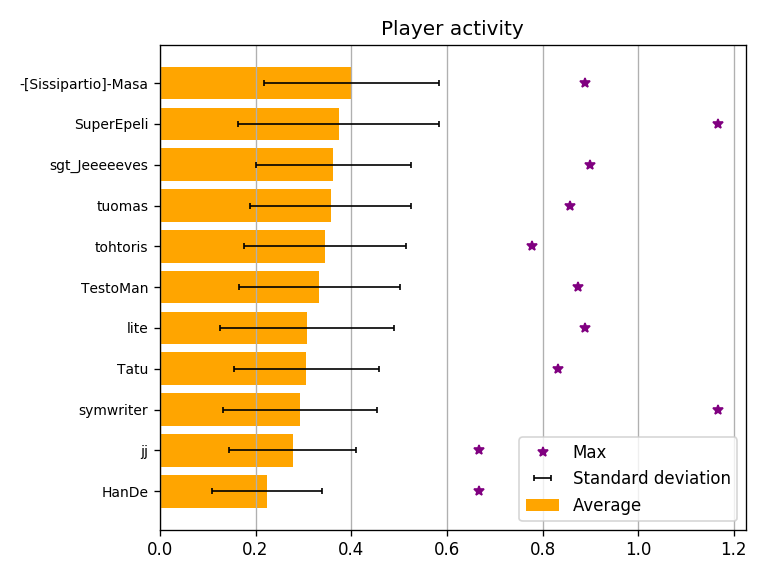 Player activity
-[Sissipartio]-Masa
SuperEpeli
sgt_Jeeeeeves
tuomas
tohtoris
TestoMan
lite
Tatu
symwriter
jj
HanDe
Max
Standard deviation
Average
0.0 0.2 0.4 0.6 0.8 1.0 1.2